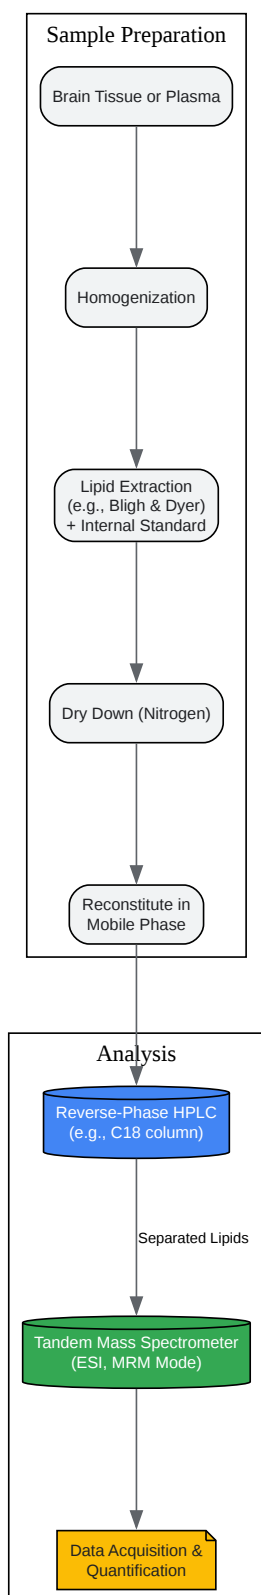 Sample Preparation
Brain Tissue or Plasma
Homogenization
Lipid Extraction
(e.g., Bligh & Dyer)
+ Internal Standard
Dry Down (Nitrogen)
Reconstitute in
Mobile Phase
Analysis
Reverse-Phase HPLC
(e.g., C18 column)
Separated Lipids
Tandem Mass Spectrometer
(ESI, MRM Mode)
Data Acquisition &
Quantification